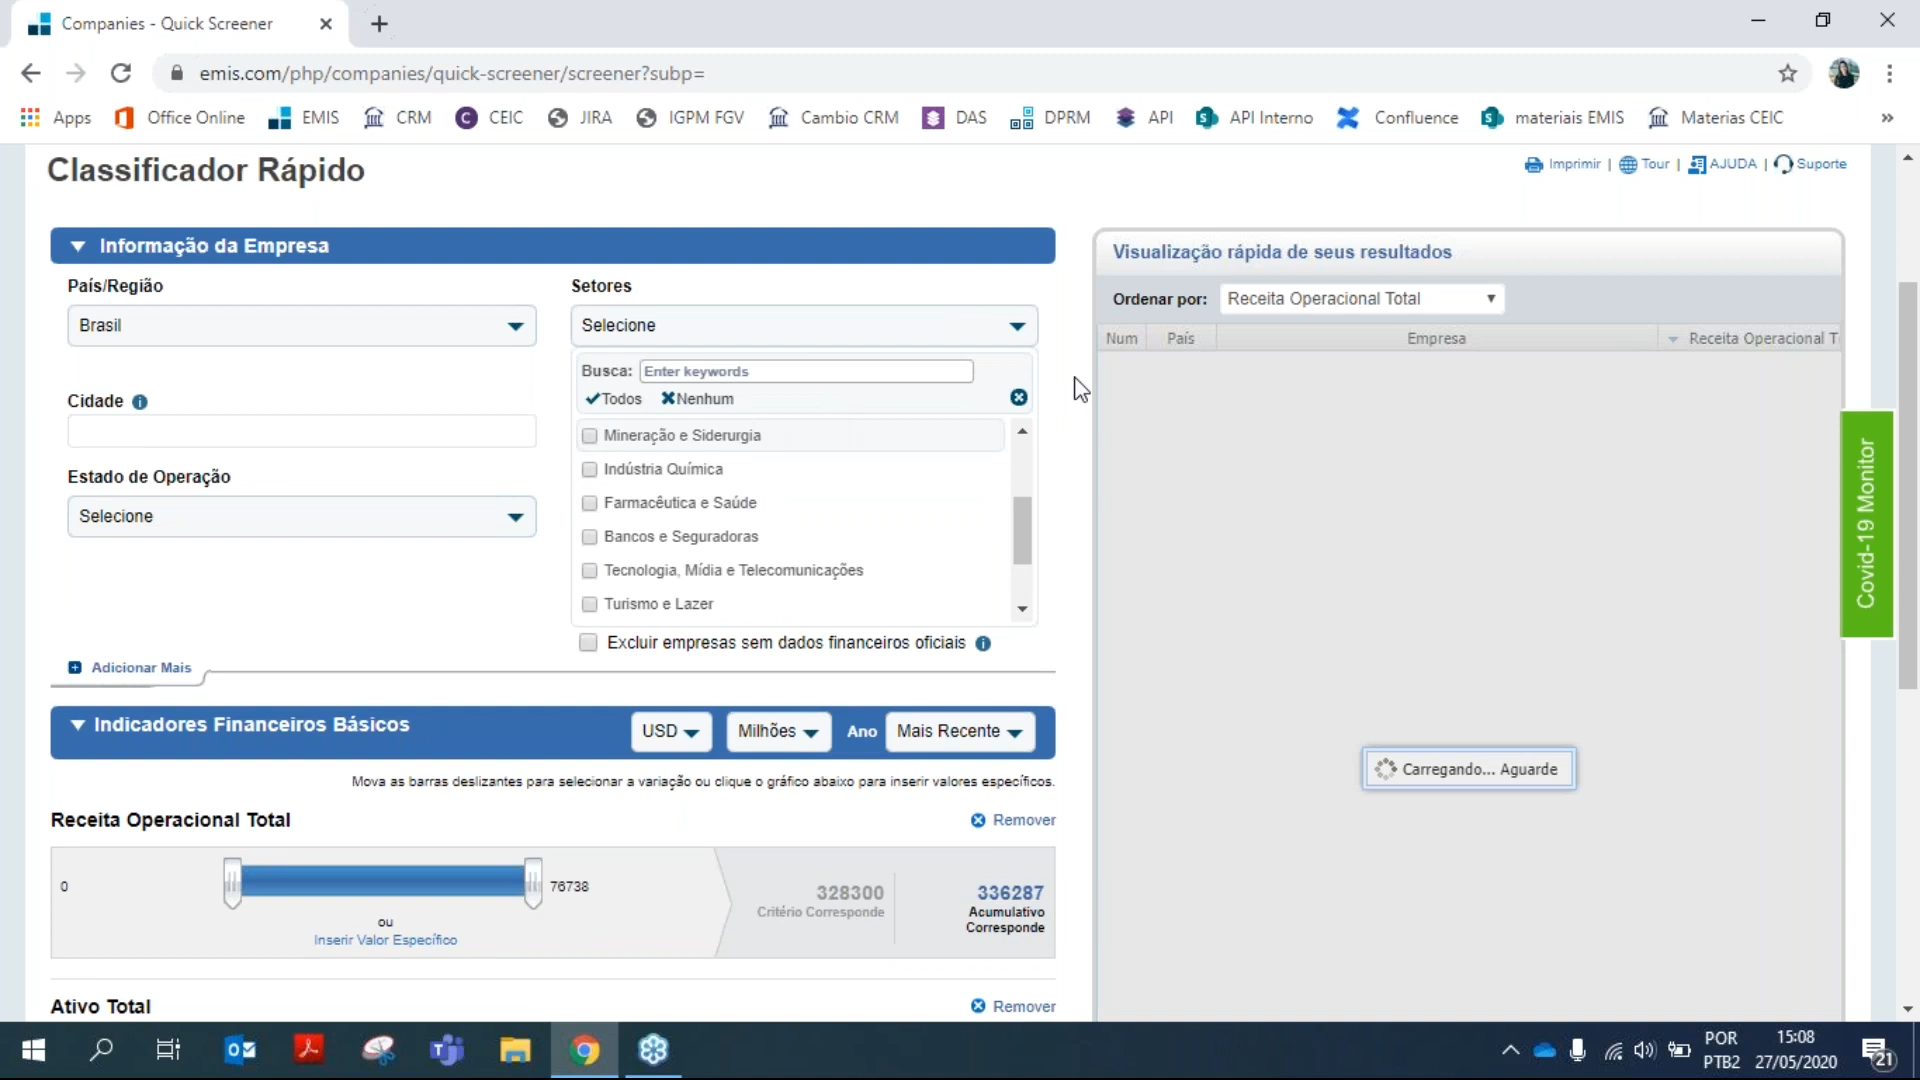 Companies - Quick Screener
emis.com/php/companies/quick-screener/screener?subp=
Apps Office Online EMIS CRM CEIC JIRA IGPM FGV Cambio CRM DAS DPRM API API Interno Confluence materiais EMIS Materias CEIC »
Classificador Rápido
Imprimir | Tour | AJUDA | Suporte
Informação da Empresa
País/Região
Brasil
Cidade
Estado de Operação
Selecione
Setores
Selecione
Busca: Enter keywords
Todos Nenhum
Mineração e Siderurgia
Indústria Química
Farmacêutica e Saúde
Bancos e Seguradoras
Tecnologia, Mídia e Telecomunicações
Turismo e Lazer
Excluir empresas sem dados financeiros oficiais
Adicionar Mais
Indicadores Financeiros Básicos USD Milhões Ano Mais Recente
Mova as barras deslizantes para selecionar a variação ou clique o gráfico abaixo para inserir valores específicos.
Receita Operacional Total Remover
0 76738
ou
Inserir Valor Específico
328300
Critério Corresponde
336287
Acumulativo
Corresponde
Ativo Total Remover
Visualização rápida de seus resultados
Ordenar por: Receita Operacional Total
Num País Empresa Receita Operacional T
Carregando... Aguarde
Covid-19 Monitor
POR
PTB2
15:08
27/05/2020
21